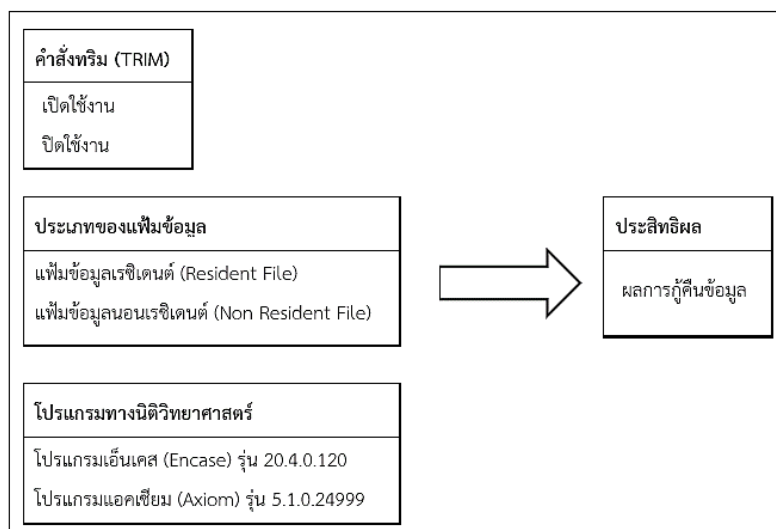 คำสั่งทริม (TRIM)
เปิดใช้งาน
ปิดใช้งาน
ประเภทของแฟ้มข้อมูล
แฟ้มข้อมูลเรซิเดนต์ (Resident File)
แฟ้มข้อมูลนอนเรซิเดนต์ (Non Resident File)
ประสิทธิผล
ผลการกู้คืนข้อมูล
โปรแกรมทางนิติวิทยาศาสตร์
โปรแกรมเอ็นเคส (Encase) รุ่น 20.4.0.120
โปรแกรมแอคเซียม (Axiom) รุ่น 5.1.0.24999